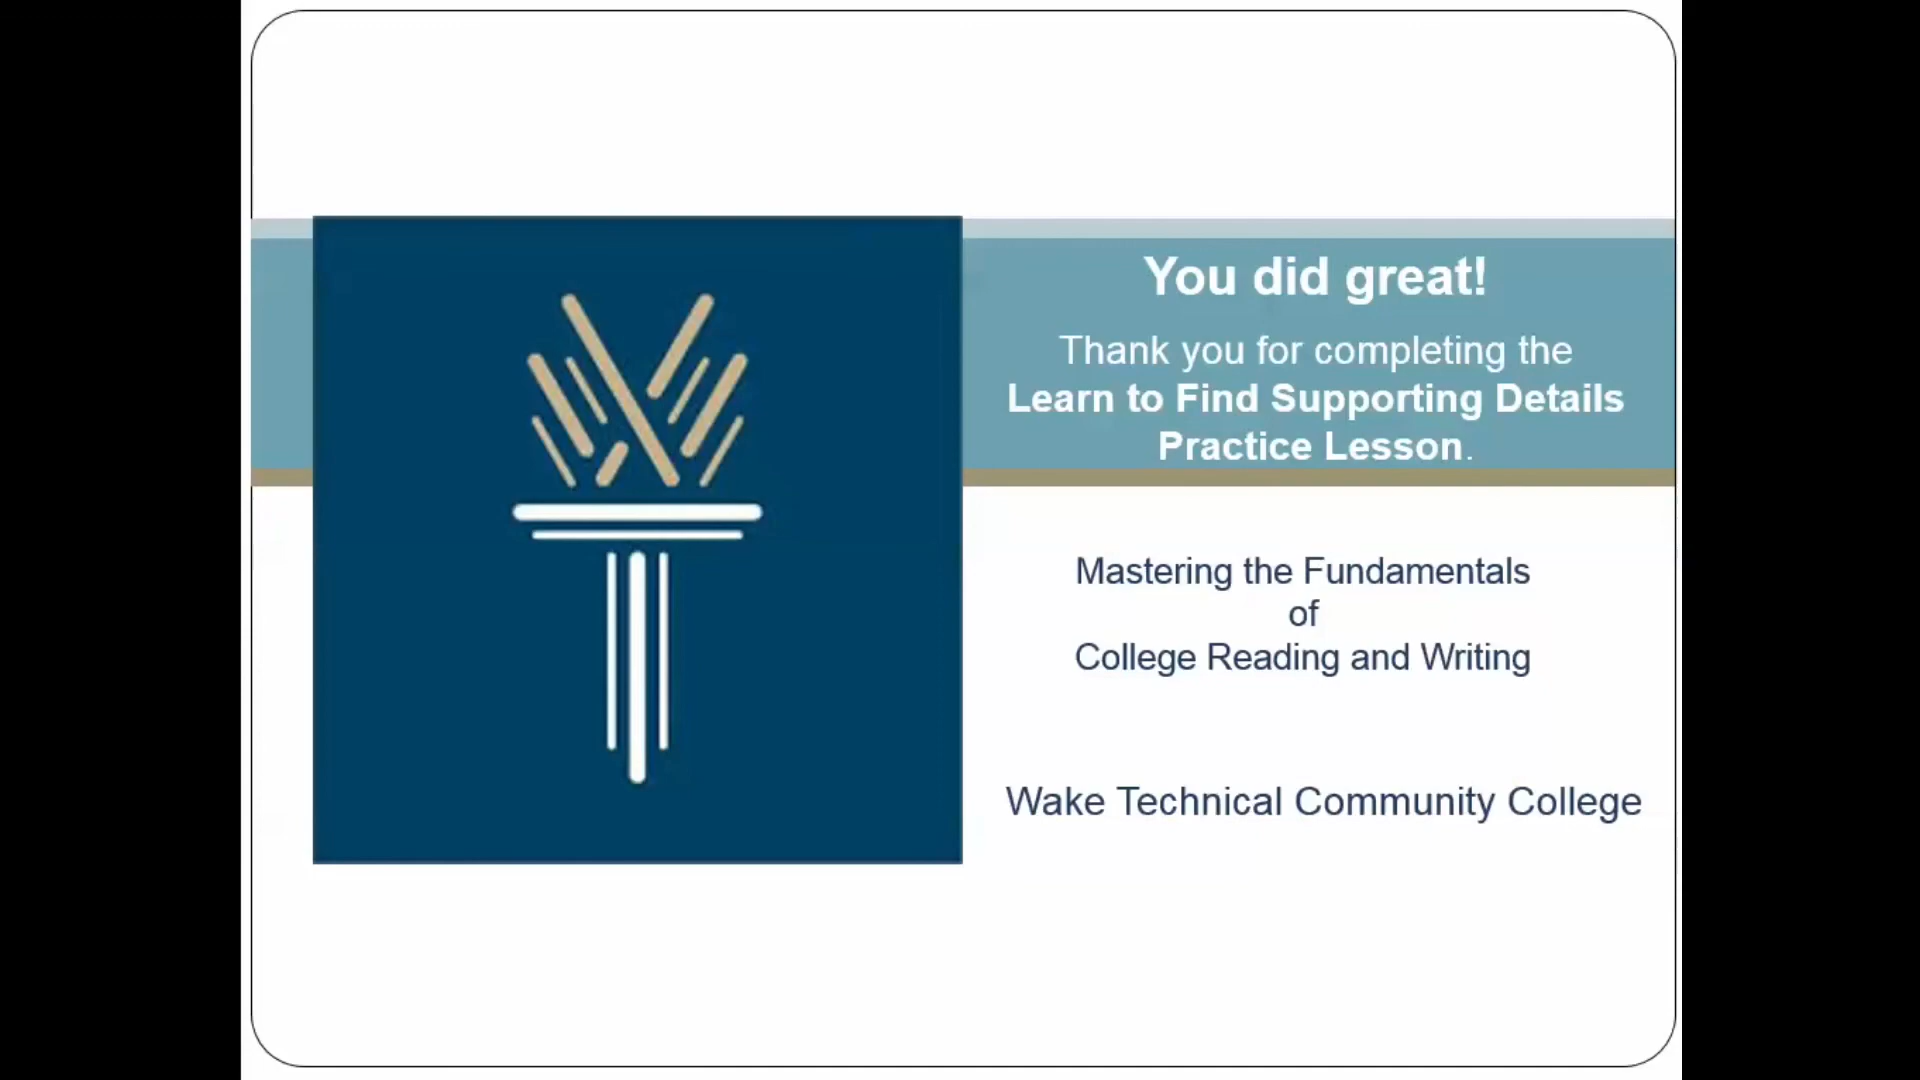 You did great!
Thank you for completing the
Learn to Find Supporting Details
Practice Lesson.
Mastering the Fundamentals
of
College Reading and Writing
Wake Technical Community College